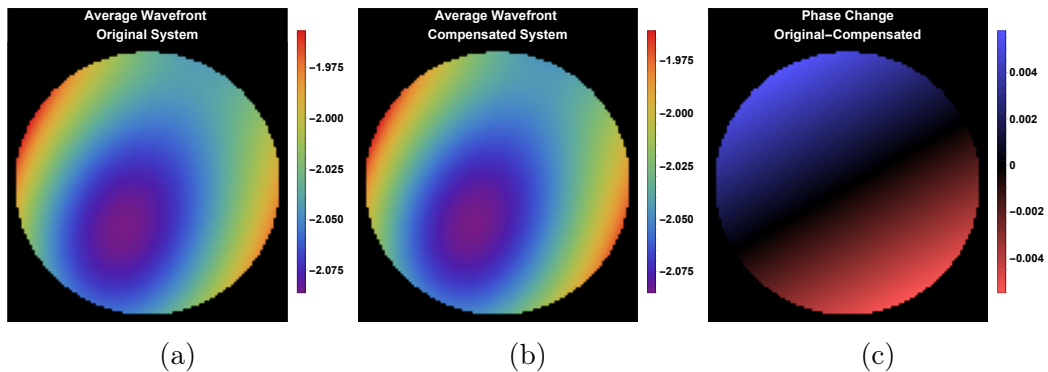 Average Wavefront
Original System
-1.975
-2.000
-2.025
-2.050
-2.075
(a)
Average Wavefront
Compensated System
-1.975
-2.000
-2.025
-2.050
-2.075
(b)
Phase Change
Original-Compensated
0.004
0.002
0
-0.002
-0.004
(c)